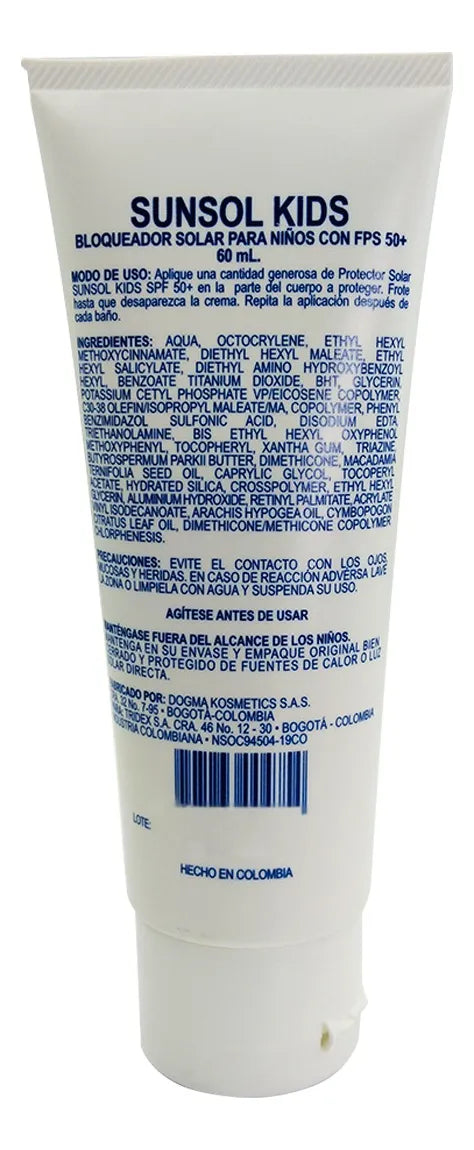 SUNSOL KIDS
BLOQUEADOR SOLAR PARA NIÑOS CON FPS 50+
60 mL.
MODO DE USO: Aplique una cantidad generosa de Protector Solar
SUNSOL KIDS SPF 50+ en la parte del cuerpo a proteger. Frote
hasta que desaparezca la crema. Repita la aplicación después de
cada baño.
INGREDIENTES: AQUA, OCTOCRYLENE, ETHYL HEXYL
METHOXYCINNAMATE, DIETHYL HEXYL MALEATE, ETHYL
HEXYL SALICYLATE, DIETHYL AMINO HYDROXYBENZOYL
HEXYL, BENZOATE TITANIUM DIOXIDE, BHT, GLYCERIN,
POTASSIUM CETYL PHOSPHATE VP/EICOSENE COPOLYMER,
C30-38 OLEFIN/ISOPROPYL MALEATE/MA, COPOLYMER, PHENYL
BENZIMIDAZOL SULFONIC ACID, DISODIUM EDTA,
TRIETHANOLAMINE, BIS ETHYL HEXYL OXYPHENOL
METHOXYPHENYL, TOCOPHERYL, XANTHA GUM, TRIAZINE
BUTYROSPERMUM PARKII BUTTER, DIMETHICONE, MACADAMI
TERNIFOLIA SEED OIL, CAPRYLIC GLYCOL, TOCOPERYL
CETATE, HYDRATED SILICA, CROSSPOLYMER, ETHYL HEXYL
GLYCERIN, ALUMINIUM HYDROXIDE, RETINYL PALMITATE, ACRYLATE
VINYL ISODECANOATE, ARACHIS HYPOGEA OIL, CYMBOPOGON
CITRATUS LEAF OIL, DIMETHICONE/METHICONE COPOLYMER
CHLORPHENESIS.
PRECAUCIONES: EVITE EL CONTACTO CON LOS OJOS,
MUCOSAS Y HERIDAS. EN CASO DE REACCIÓN ADVERSA LAVE
LA ZONA O LIMPIELA CON AGUA Y SUSPENDA SU USO.
AGÍTESE ANTES DE USAR
MANTÉNGASE FUERA DEL ALCANCE DE LOS NIÑOS.
MANTENGA EN SU ENVASE Y EMPAQUE ORIGINAL BIEN
CERRADO Y PROTEGIDO DE FUENTES DE CALOR O LUZ
SOLAR DIRECTA.
FABRICADO POR: DOGMA KOSMETICS S.A.S.
CRA. 32 No. 7-95 • BOGOTÁ-COLOMBIA
TRIDEX S.A. CRA. 46 No. 12 - 30 • BOGOTÁ - COLOMBIA
INDUSTRIA COLOMBIANA • NSOC94504-19CO
LOTE:
HECHO EN COLOMBIA